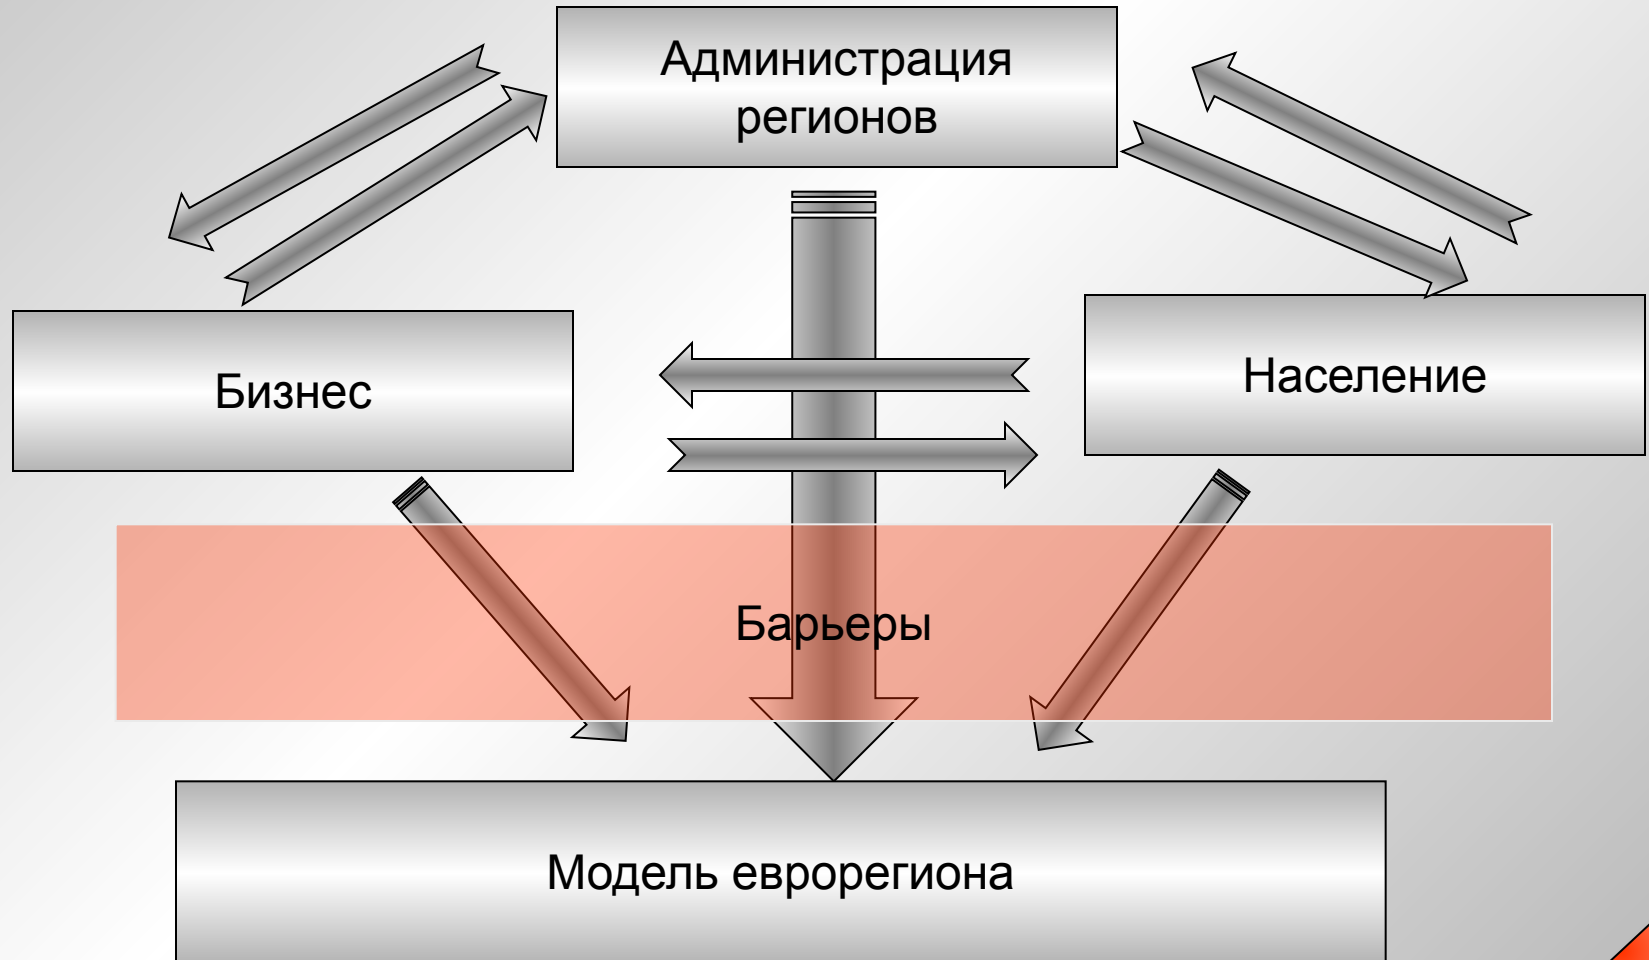 Администрация
регионов
Бизнес
Население
Барьеры
Модель еврорегиона